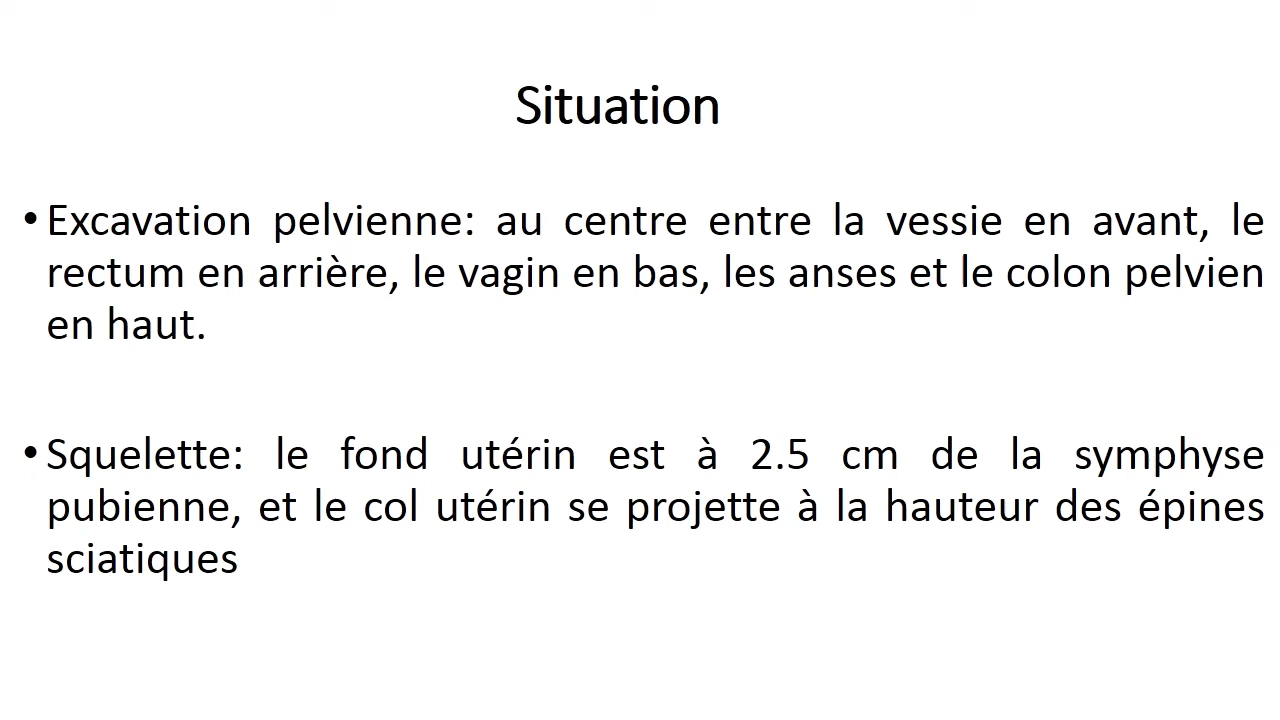 Situation
• Excavation pelvienne: au centre entre la vessie en avant, le
rectum en arrière, le vagin en bas, les anses et le colon pelvien
en haut.
• Squelette: le fond utérin est à 2.5 cm de la symphyse
pubienne, et le col utérin se projette à la hauteur des épines
sciatiques